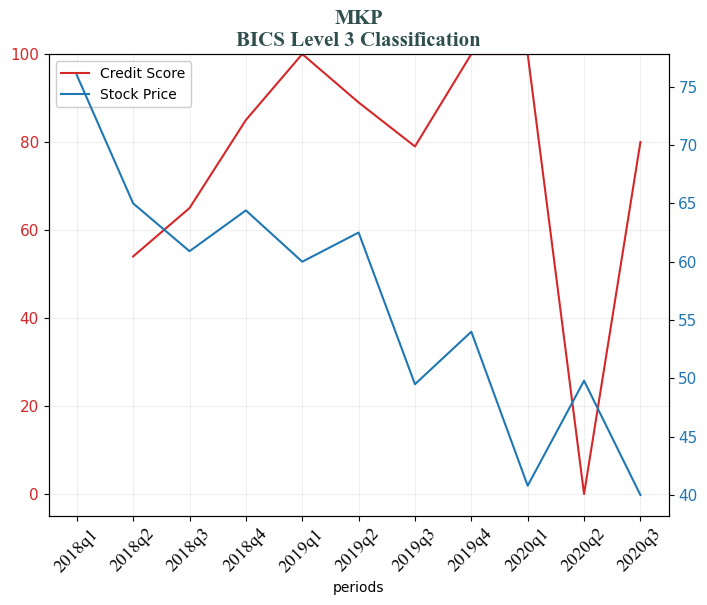 MKP
BICS Level 3 Classification
Credit Score
Stock Price
100
80
60
40
20
0
75
70
65
60
55
50
45
40
2018q1
2018q2
2018q3
2018q4
2019q1
2019q2
2019q3
2019q4
2020q1
2020q2
2020q3
periods